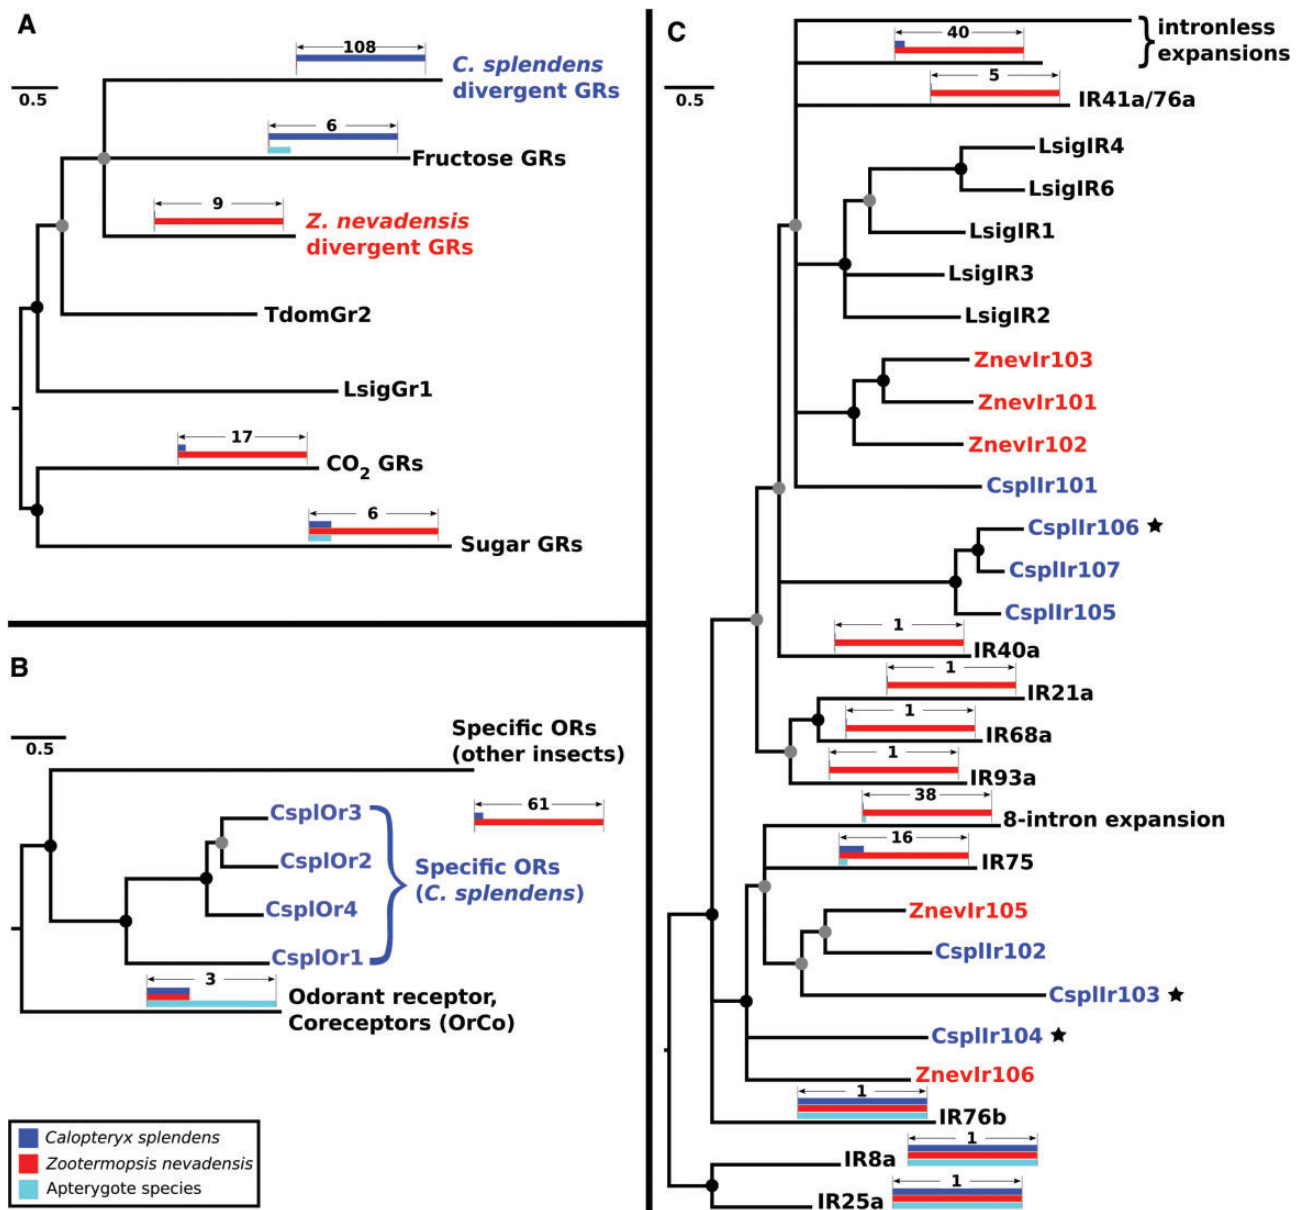 A
108
C. splendens
divergent GRs
0.5
6
Fructose GRs
9
Z. nevadensis
divergent GRs
TdomGr2
LsigGr1
17
CO2 GRs
6
Sugar GRs
B
0.5
Specific ORs
(other insects)
61
CsplOr3
CsplOr2
Specific ORs
(C. splendens)
CsplOr4
CsplOr1
3
Odorant receptor,
Coreceptors (OrCo)
Calopteryx splendens
Zootermopsis nevadensis
Apterygote species
C
40
intronless
expansions
0.5
5
IR41a/76a
LsigIR4
LsigIR6
LsigIR1
LsigIR3
LsigIR2
ZnevIr103
ZnevIr101
ZnevIr102
CsplIr101
CsplIr106 ★
CsplIr107
CsplIr105
1
IR40a
1
IR21a
1
IR68a
1
IR93a
38
8-intron expansion
16
IR75
ZnevIr105
CsplIr102
CsplIr103 ★
CsplIr104 ★
ZnevIr106
1
IR76b
1
IR8a
1
IR25a